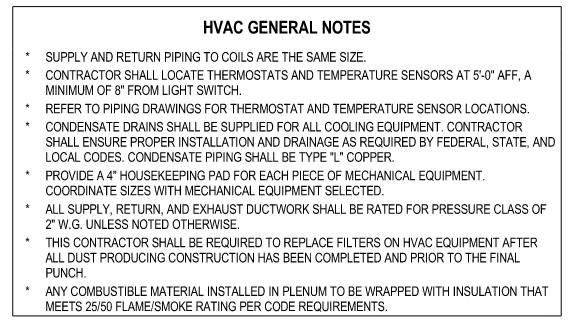 HVAC GENERAL NOTES
* SUPPLY AND RETURN PIPING TO COILS ARE THE SAME SIZE.
* CONTRACTOR SHALL LOCATE THERMOSTATS AND TEMPERATURE SENSORS AT 5'-0" AFF, A
MINIMUM OF 8" FROM LIGHT SWITCH.
* REFER TO PIPING DRAWINGS FOR THERMOSTAT AND TEMPERATURE SENSOR LOCATIONS.
* CONDENSATE DRAINS SHALL BE SUPPLIED FOR ALL COOLING EQUIPMENT. CONTRACTOR
SHALL ENSURE PROPER INSTALLATION AND DRAINAGE AS REQUIRED BY FEDERAL, STATE, AND
LOCAL CODES. CONDENSATE PIPING SHALL BE TYPE "L" COPPER.
* PROVIDE A 4" HOUSEKEEPING PAD FOR EACH PIECE OF MECHANICAL EQUIPMENT.
COORDINATE SIZES WITH MECHANICAL EQUIPMENT SELECTED.
* ALL SUPPLY, RETURN, AND EXHAUST DUCTWORK SHALL BE RATED FOR PRESSURE CLASS OF
2" W.G. UNLESS NOTED OTHERWISE.
* THIS CONTRACTOR SHALL BE REQUIRED TO REPLACE FILTERS ON HVAC EQUIPMENT AFTER
ALL DUST PRODUCING CONSTRUCTION HAS BEEN COMPLETED AND PRIOR TO THE FINAL
PUNCH.
* ANY COMBUSTIBLE MATERIAL INSTALLED IN PLENUM TO BE WRAPPED WITH INSULATION THAT
MEETS 25/50 FLAME/SMOKE RATING PER CODE REQUIREMENTS.